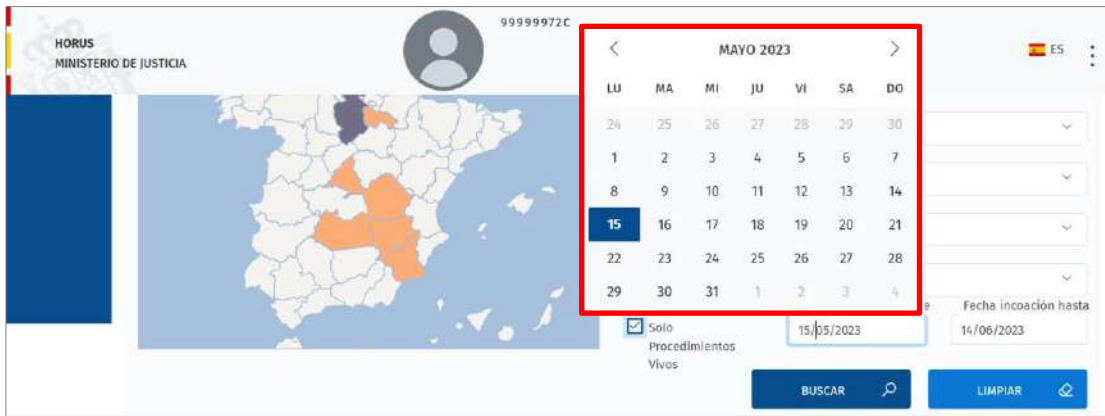 99999972C
HORUS
MINISTERIO DE JUSTICIA
ES
MAYO 2023
LU MA MI JU VI SA DO
24 25 26 27 28 29 30
1 2 3 4 5 6 7
8 9 10 11 12 13 14
15 16 17 18 19 20 21
22 23 24 25 26 27 28
29 30 31 1 2 3 4
e Fecha incoación hasta
Solo
Procedimientos
Vivos
15/05/2023
14/06/2023
BUSCAR
LIMPIAR